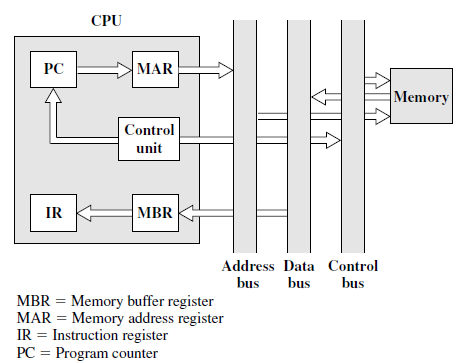 CPU
PC
MAR
Memory
Control
unit
IR
MBR
Address Data Control
bus bus bus
MBR = Memory buffer register
MAR = Memory address register
IR = Instruction register
PC = Program counter